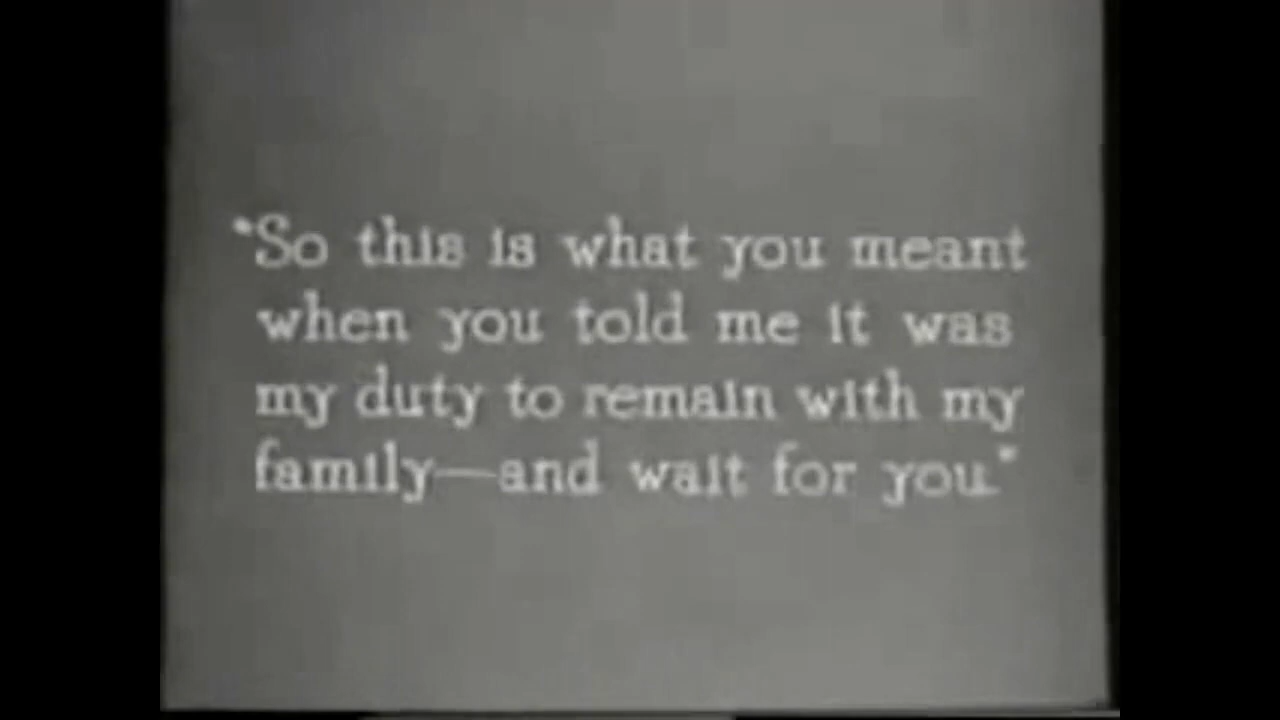 "So this is what you meant
when you told me it was
my duty to remain with my
family—and wait for you."